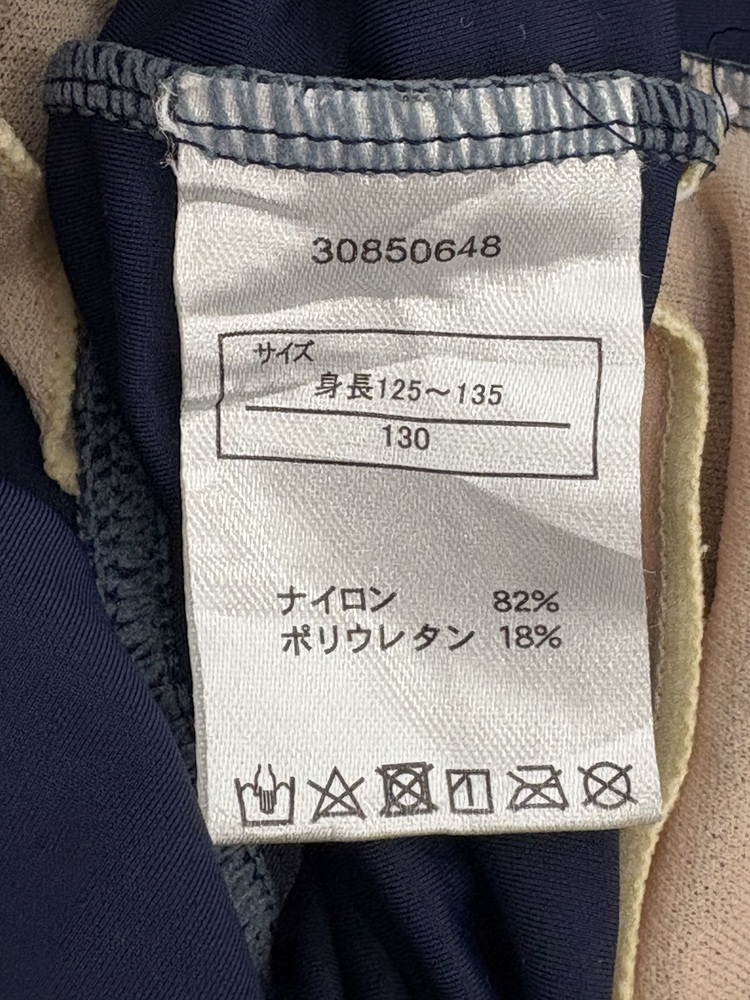 30850648
サイズ
身長125〜135
130
ナイロン 82%
ポリウレタン 18%